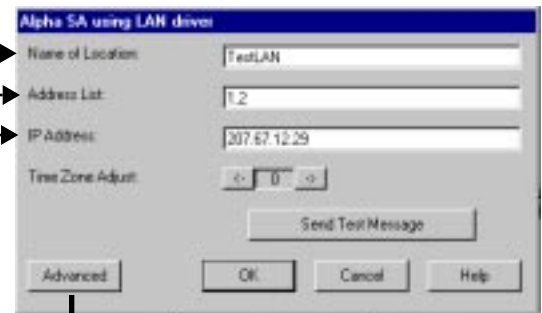 Alpha SA using LAN driver
Name of Location: TestLAN
Address List: 1.2
IP Address: 207.67.12.29
Time Zone Adjust: <- 0 ->
Send Test Message
Advanced OK Cancel Help